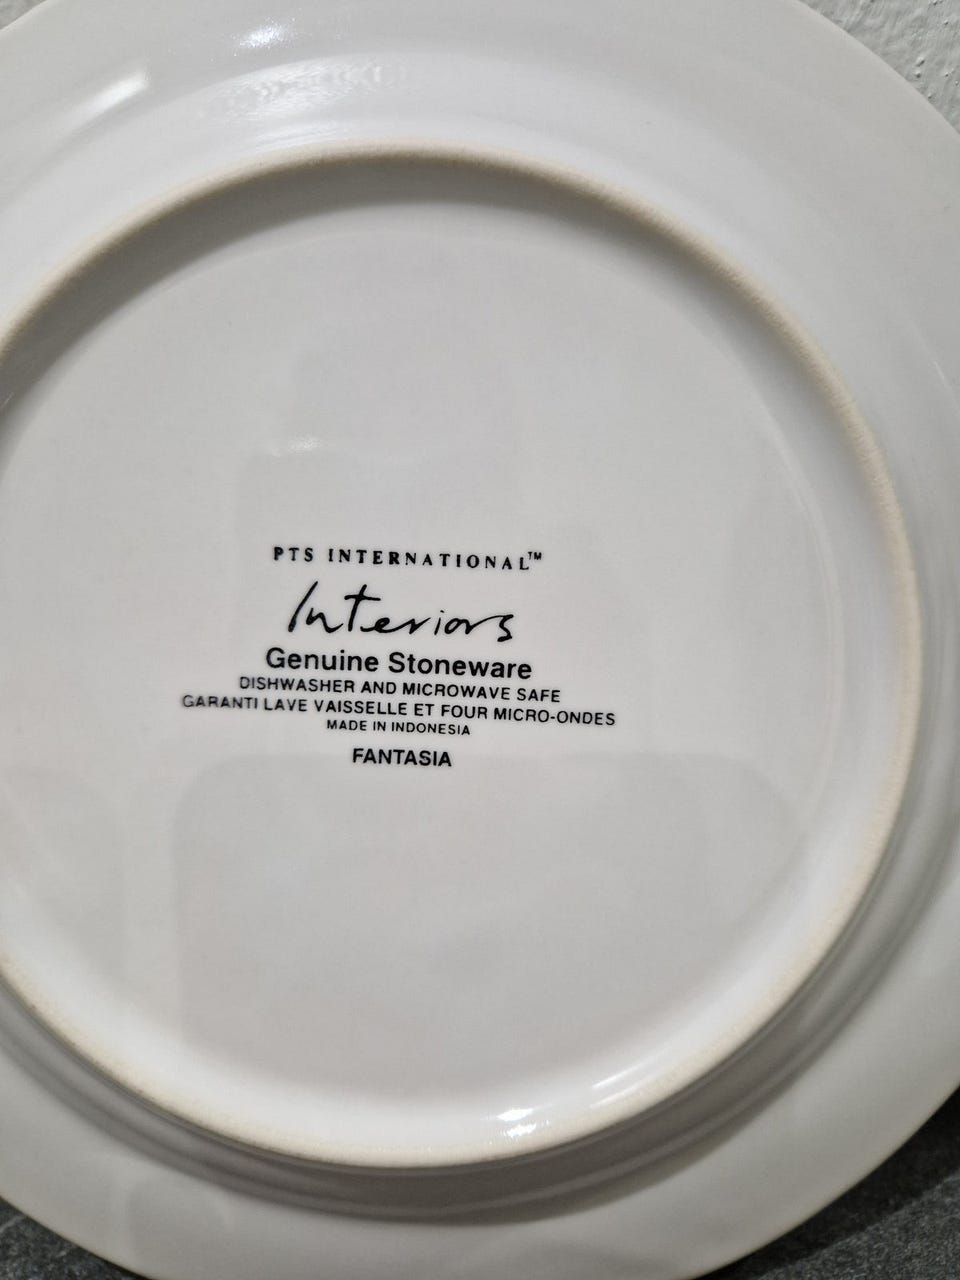 PTS INTERNATIONAL™
Interiors
Genuine Stoneware
DISHWASHER AND MICROWAVE SAFE
GARANTI LAVE VAISSELLE ET FOUR MICRO-ONDES
MADE IN INDONESIA
FANTASIA